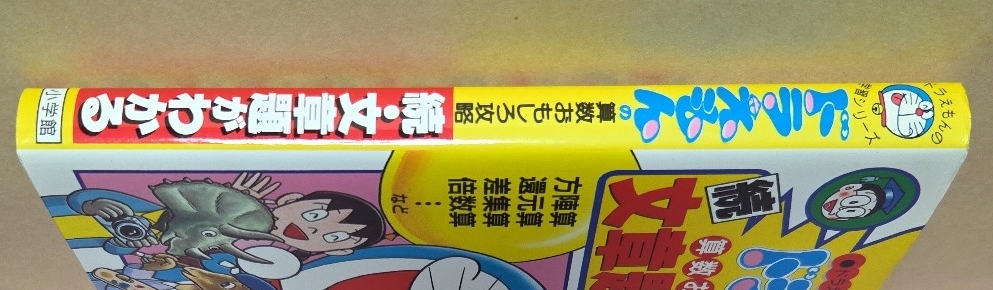 ドラえもんの
学習シリーズ
ドラえもんの
算数おもしろ攻略
続・文章題がわかる
小学館
続
文章題
算数お
方陣算
還元算
差集算
倍数算
…など